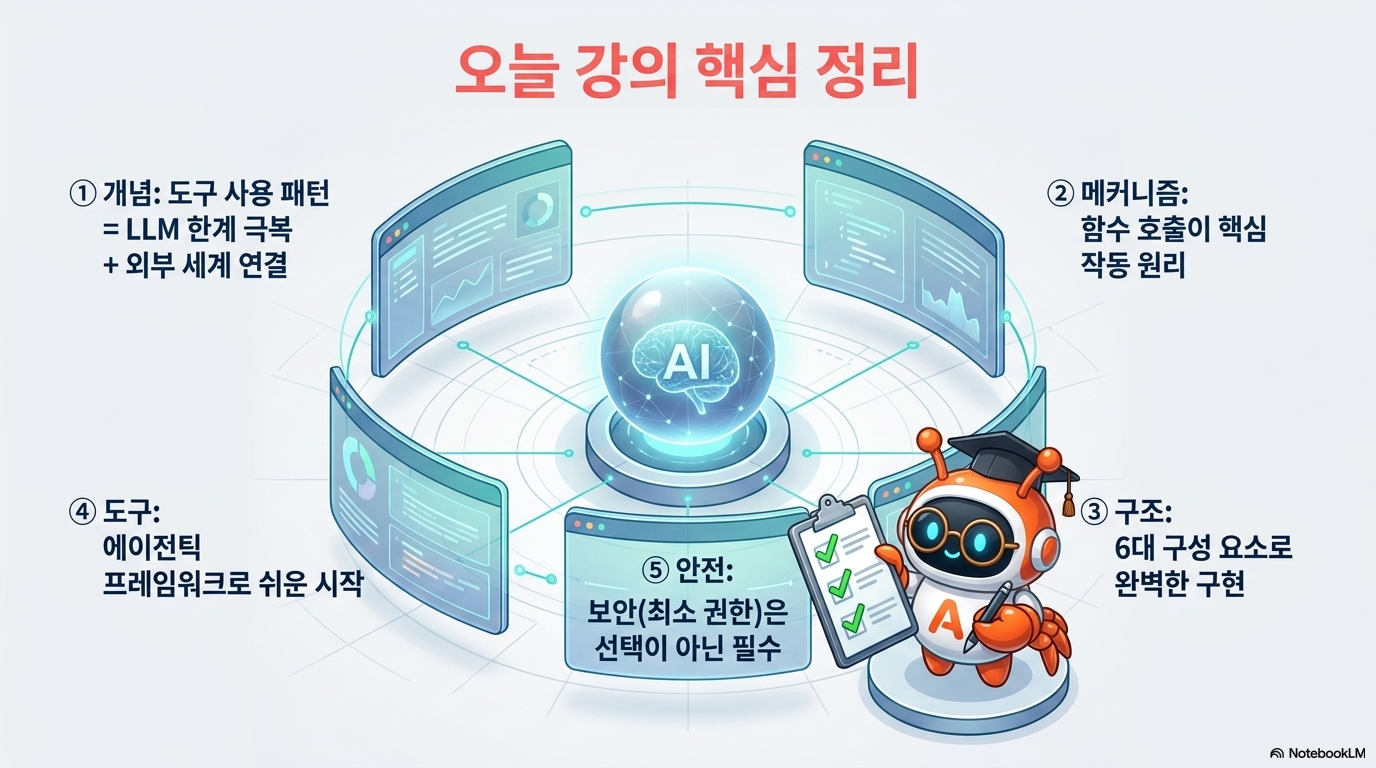 오늘 강의 핵심 정리
① 개념: 도구 사용 패턴
= LLM 한계 극복
+ 외부 세계 연결
② 메커니즘:
함수 호출이 핵심
작동 원리
AI
④ 도구:
에이전틱
프레임워크로 쉬운 시작
⑤ 안전:
보안(최소 권한)은
선택이 아닌 필수
③ 구조:
6대 구성 요소로
완벽한 구현
A
NotebookLM